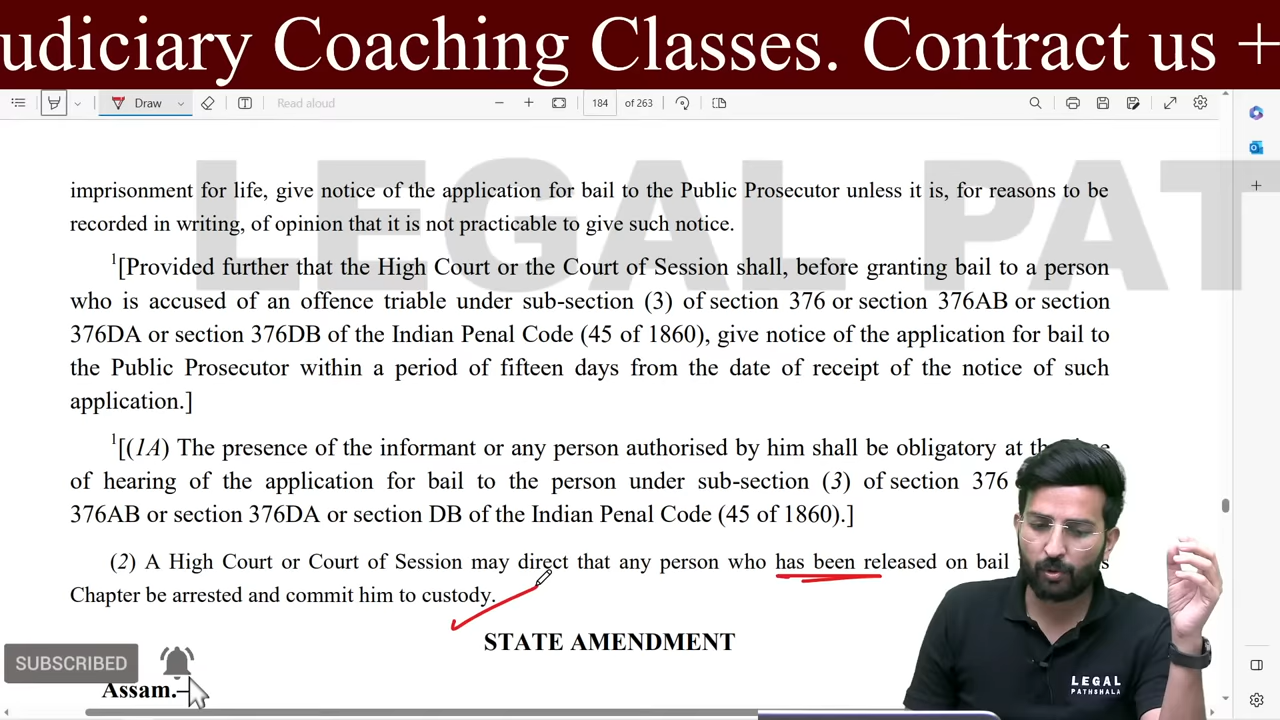 udiciary Coaching Classes. Contract us +
Draw
Read aloud
184 of 263
LEGAL PAT
imprisonment for life, give notice of the application for bail to the Public Prosecutor unless it is, for reasons to be
recorded in writing, of opinion that it is not practicable to give such notice.
1[Provided further that the High Court or the Court of Session shall, before granting bail to a person
who is accused of an offence triable under sub-section (3) of section 376 or section 376AB or section
376DA or section 376DB of the Indian Penal Code (45 of 1860), give notice of the application for bail to
the Public Prosecutor within a period of fifteen days from the date of receipt of the notice of such
application.]
1[(1A) The presence of the informant or any person authorised by him shall be obligatory at
of hearing of the application for bail to the person under sub-section (3) of section 376
376AB or section 376DA or section DB of the Indian Penal Code (45 of 1860).]
(2) A High Court or Court of Session may direct that any person who has been released on bail
Chapter be arrested and commit him to custody.
STATE AMENDMENT
Assam.–
SUBSCRIBED
LEGAL
PATHSHALA